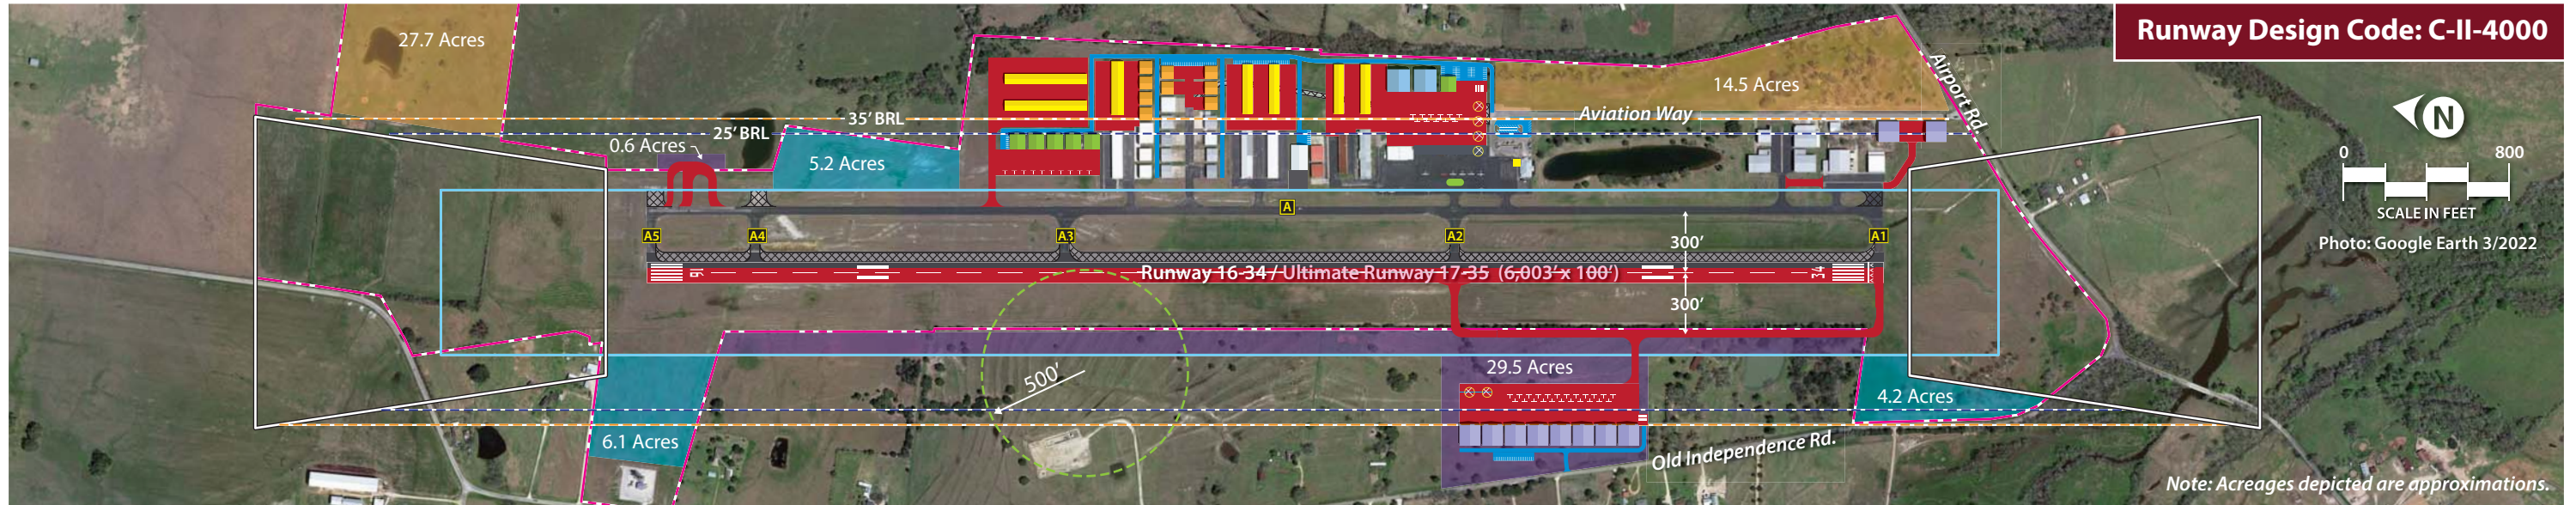 Runway Design Code: C-II-4000
27.7 Acres
14.5 Acres
Airport Rd.
Aviation Way
35' BRL
25' BRL
0.6 Acres
5.2 Acres
N
0 800
SCALE IN FEET
Photo: Google Earth 3/2022
A
A5
A4
A3
A2
A1
300'
Runway 16-34 / Ultimate Runway 17-35 (6,003' x 100')
34
300'
500'
29.5 Acres
4.2 Acres
6.1 Acres
Old Independence Rd.
Note: Acreages depicted are approximations.